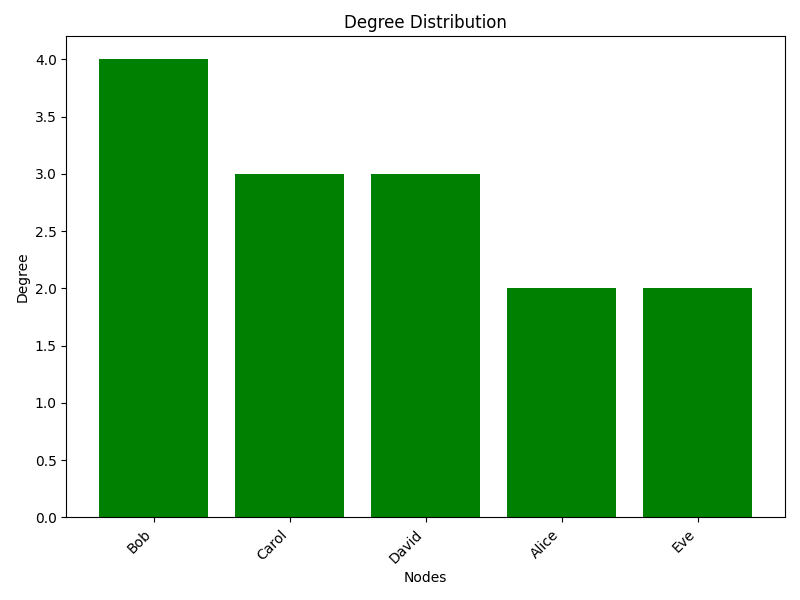 Degree Distribution
4.0
3.5
3.0
2.5
2.0
1.5
1.0
0.5
0.0
Degree
Bob
Carol
David
Alice
Eve
Nodes